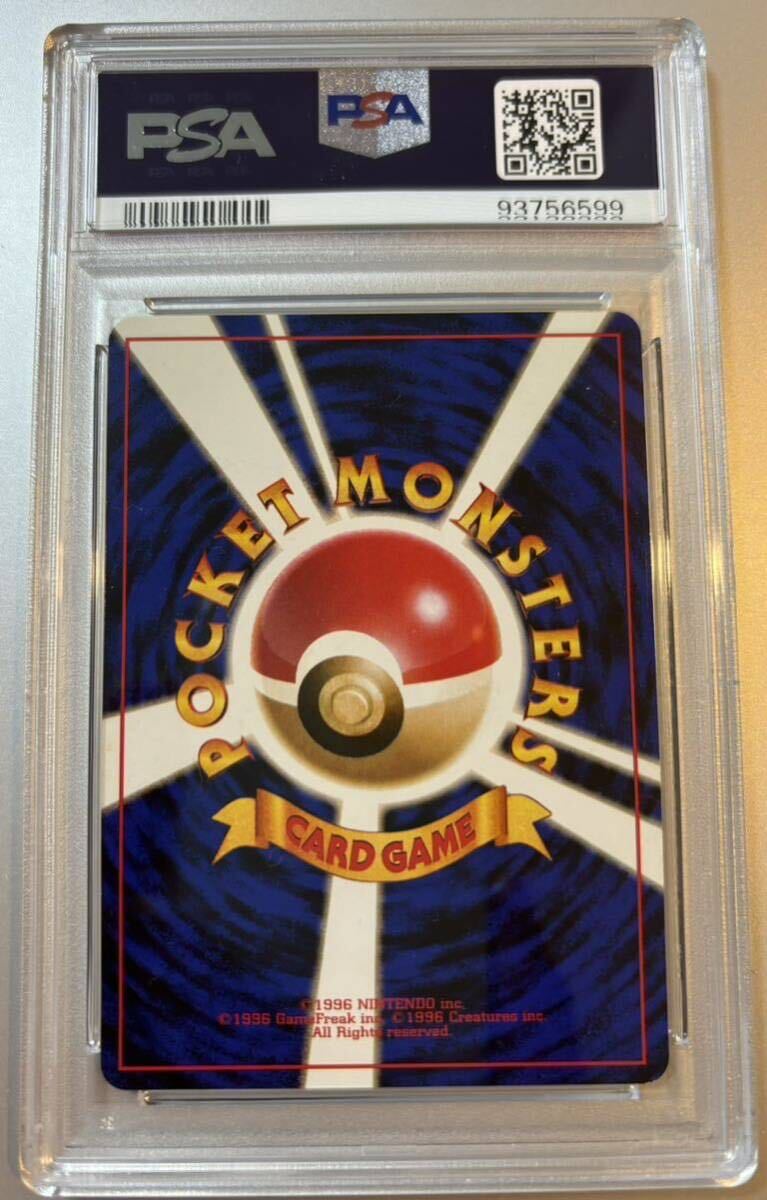 PSA
PSA
93756599
POCKET MONSTERS
CARD GAME
©1996 NINTENDO inc.
©1996 GameFreak inc. ©1996 Creatures inc.
All Rights reserved.